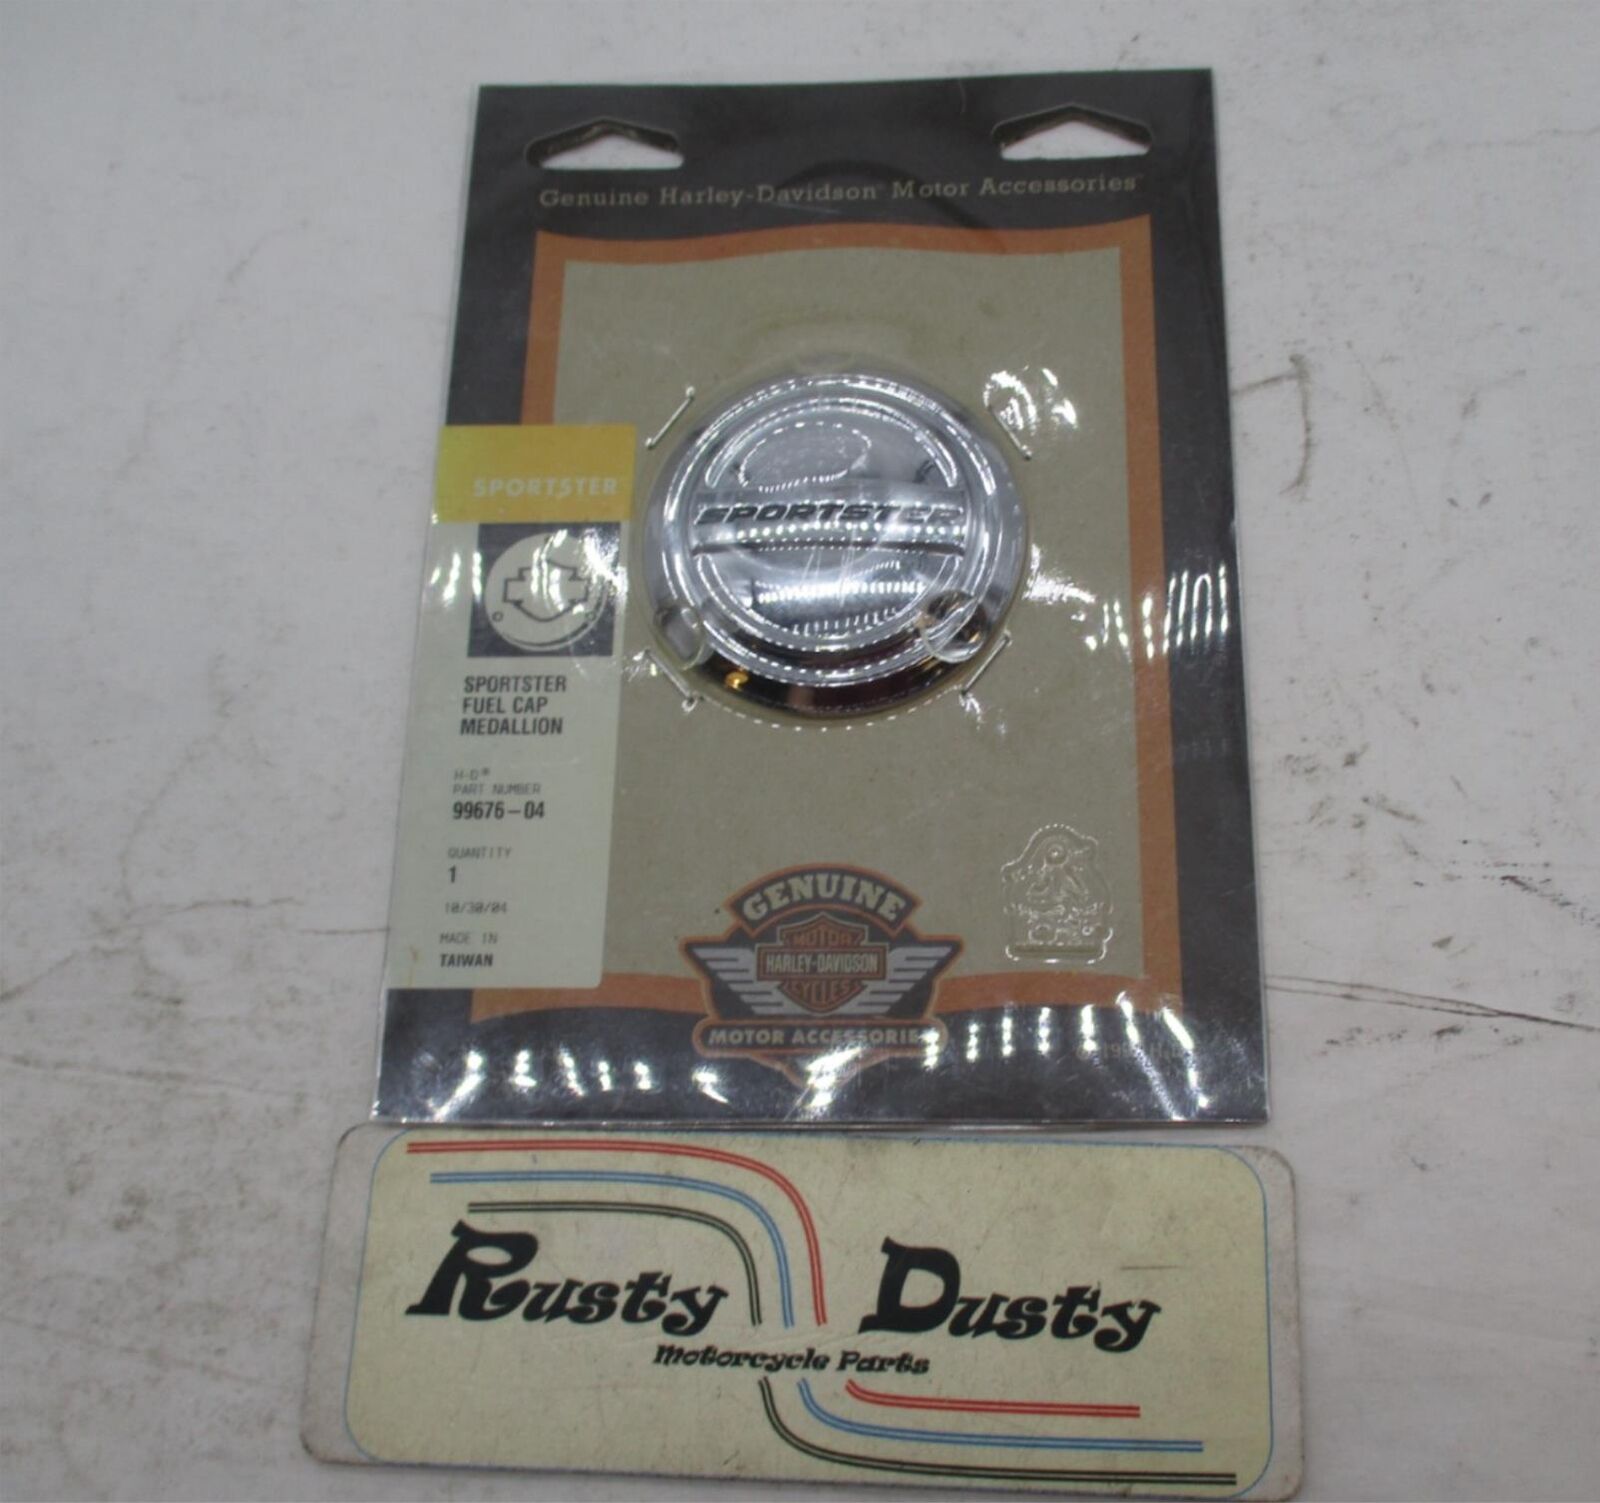 Genuine Harley-Davidson Motor Accessories
SPORTSTER
SPORTSTER
SPORTSTER
FUEL CAP
MEDALLION
H-D®
PART NUMBER
99676-04
QUANTITY
1
10/30/04
MADE IN
TAIWAN
GENUINE
MOTOR
HARLEY-DAVIDSON
CYCLES
MOTOR ACCESSORIES
Rusty Dusty
Motorcycle Parts